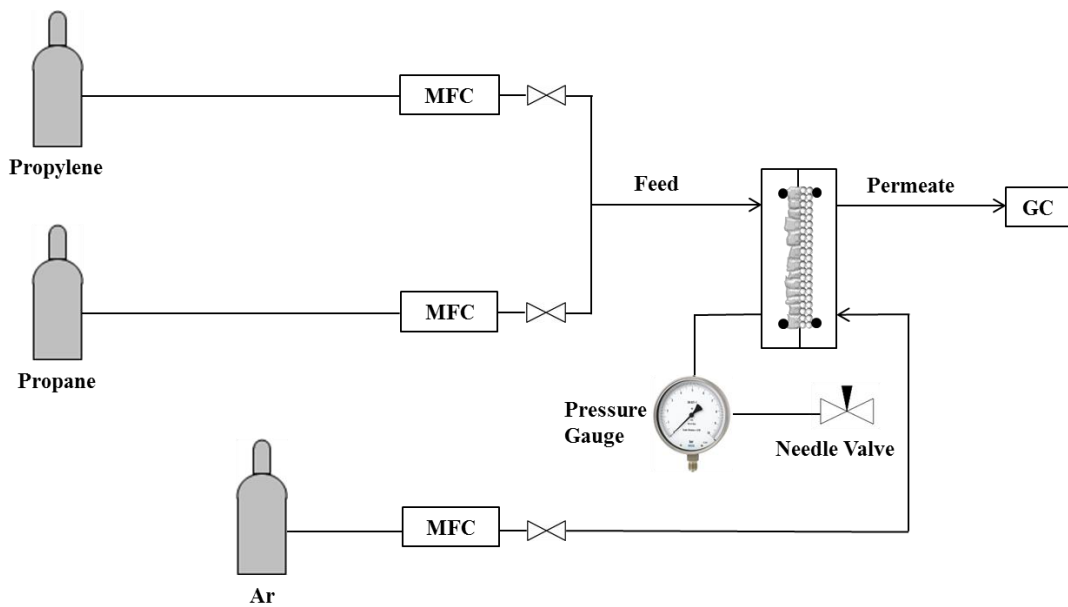 MFC
Propylene
Feed
Permeate
GC
MFC
Propane
Pressure
Gauge
Needle Valve
MFC
Ar